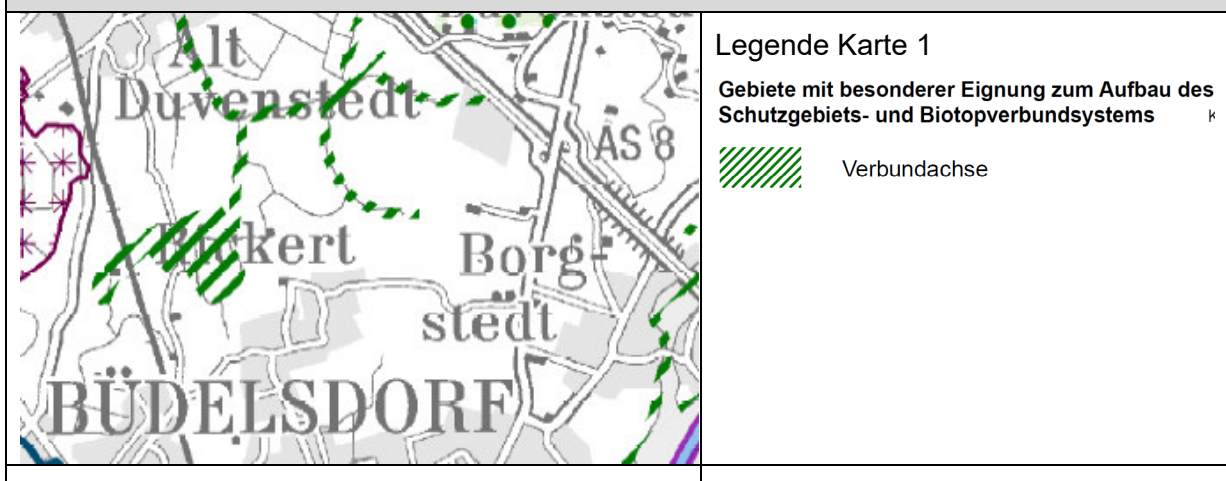 Alt
Duvenstedt
AS 8
Rickert
Borg-
stedt
BÜDELSDORF
Legende Karte 1
Gebiete mit besonderer Eignung zum Aufbau des
Schutzgebiets- und Biotopverbundsystems
Verbundachse